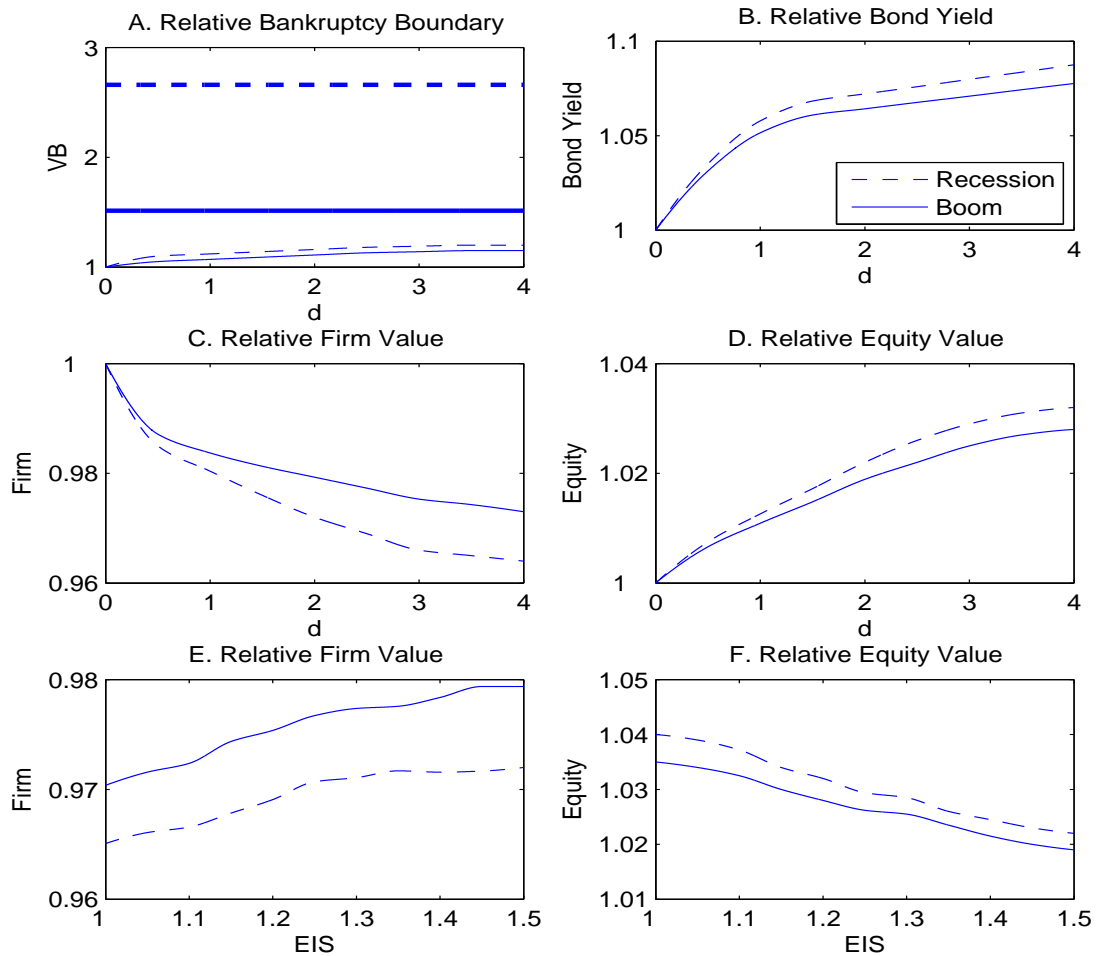 A. Relative Bankruptcy Boundary
3
2
1
VB
0 1 2 3 4
d
B. Relative Bond Yield
1.1
1.05
1
Bond Yield
Recession
Boom
0 1 2 3 4
d
C. Relative Firm Value
1
0.98
0.96
Firm
0 1 2 3 4
d
D. Relative Equity Value
1.04
1.02
1
Equity
0 1 2 3 4
d
E. Relative Firm Value
0.98
0.97
0.96
Firm
1 1.1 1.2 1.3 1.4 1.5
EIS
F. Relative Equity Value
1.05
1.04
1.03
1.02
1.01
Equity
1 1.1 1.2 1.3 1.4 1.5
EIS